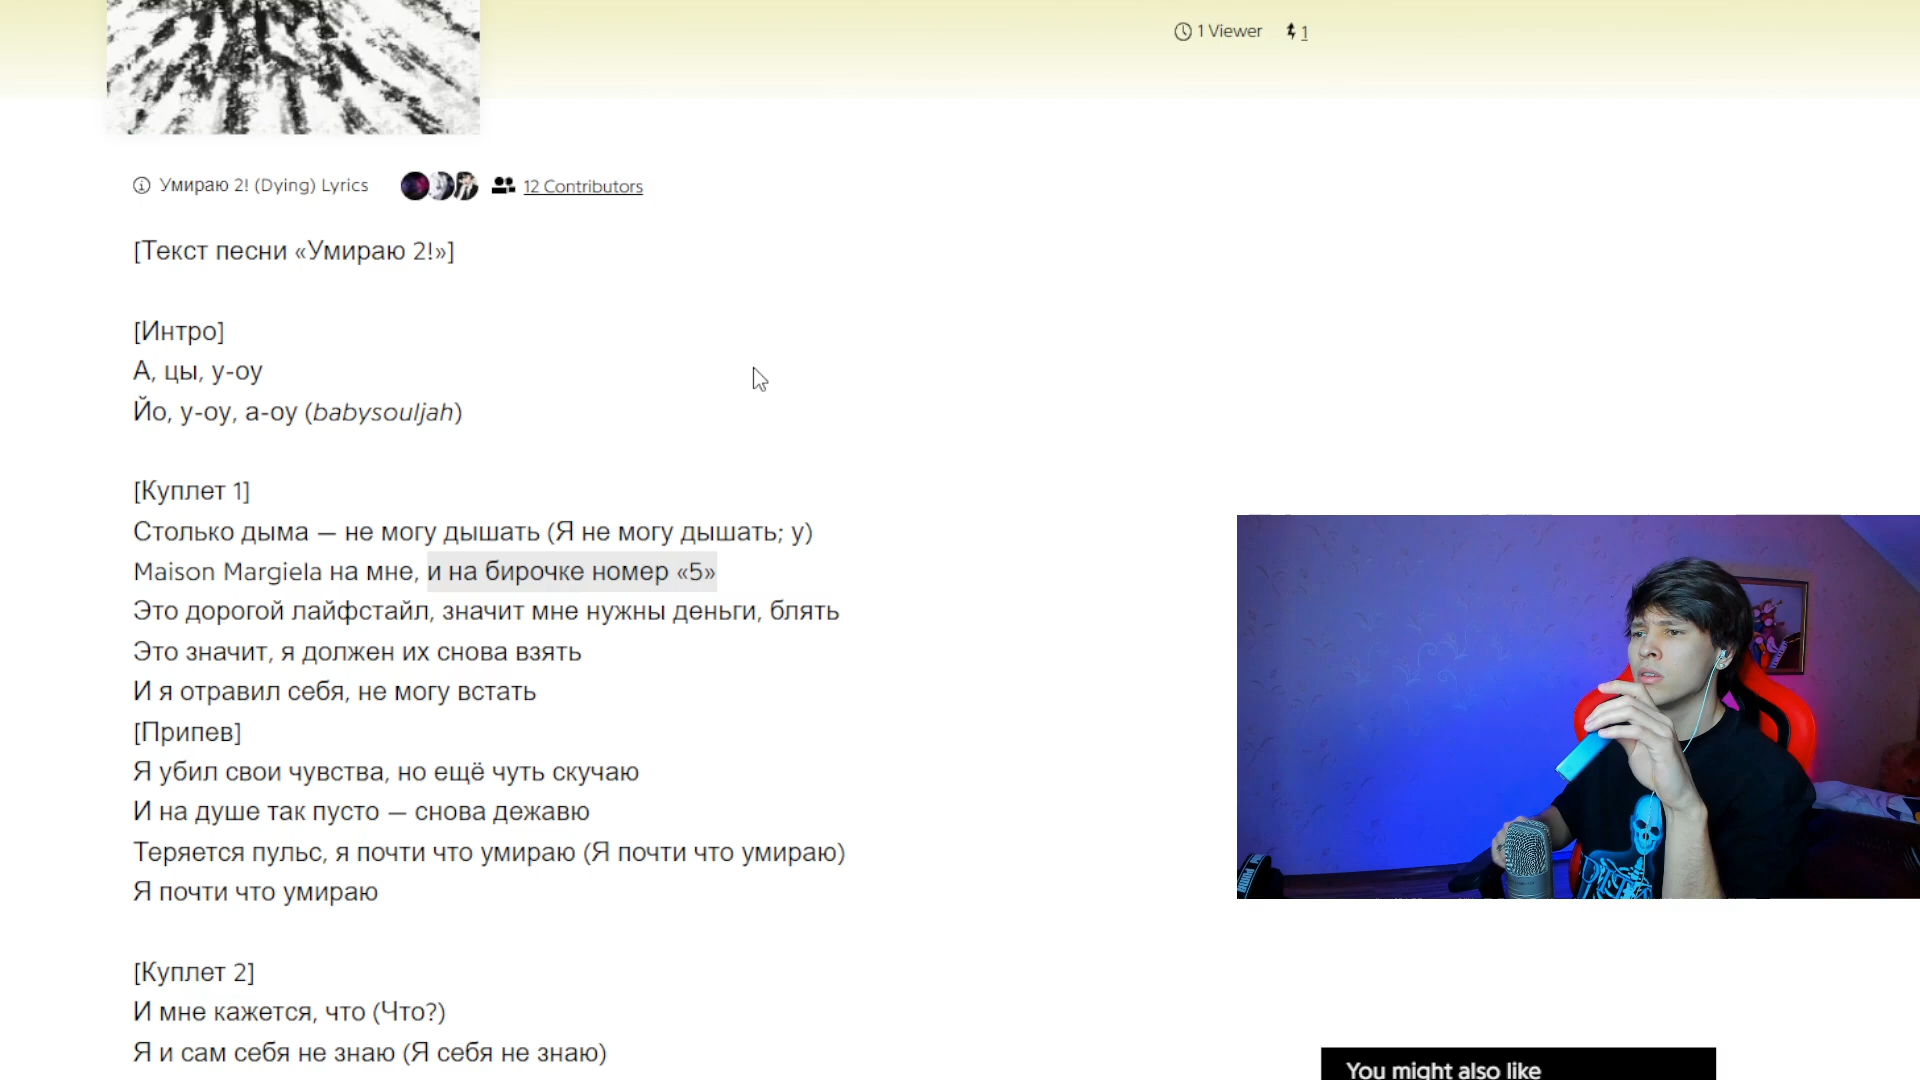 1 Viewer 1
Умираю 2! (Dying) Lyrics 12 Contributors
[Текст песни «Умираю 2!»]
[Интро]
А, цы, у-оу
Йо, у-оу, а-оу (babysouljah)
[Куплет 1]
Столько дыма — не могу дышать (Я не могу дышать; у)
Maison Margiela на мне, и на бирочке номер «5»
Это дорогой лайфстайл, значит мне нужны деньги, блять
Это значит, я должен их снова взять
И я отравил себя, не могу встать
[Припев]
Я убил свои чувства, но ещё чуть скучаю
И на душе так пусто — снова дежавю
Теряется пульс, я почти что умираю (Я почти что умираю)
Я почти что умираю
[Куплет 2]
И мне кажется, что (Что?)
Я и сам себя не знаю (Я себя не знаю)
You might also like